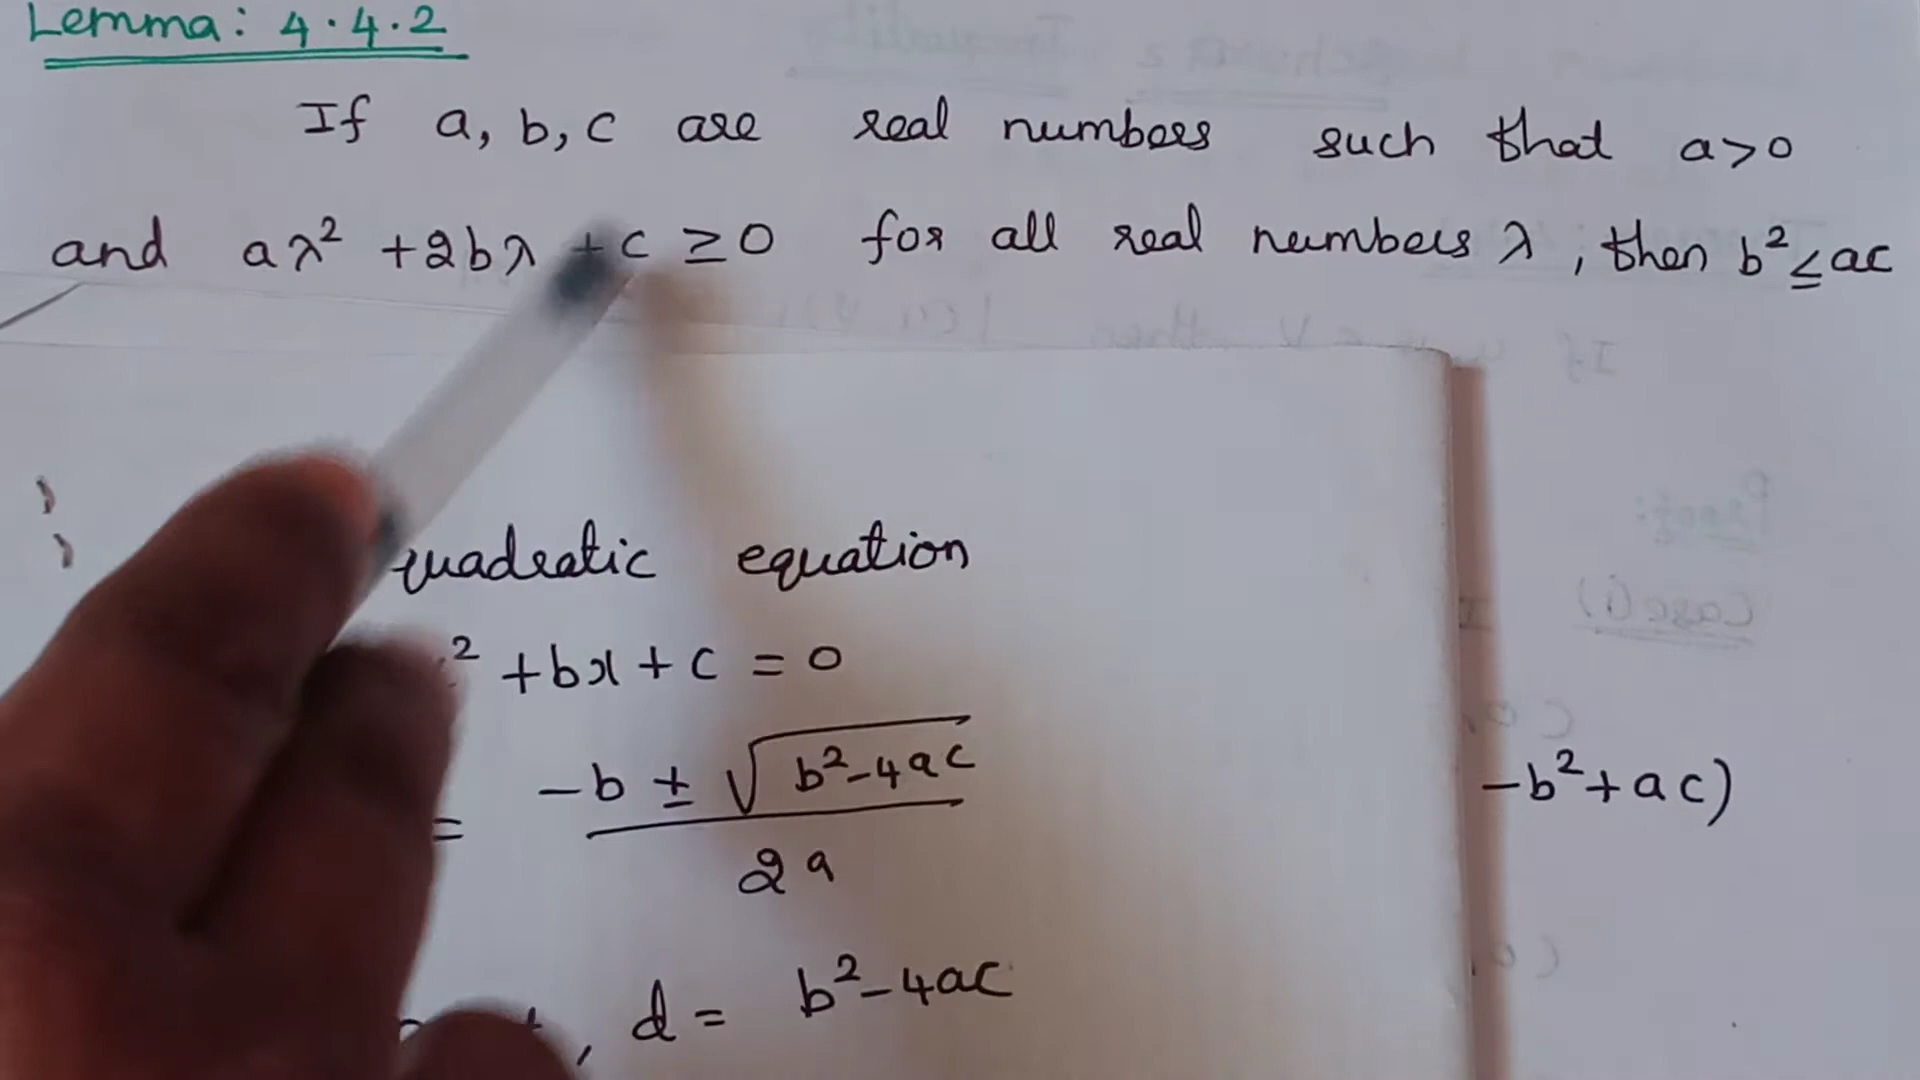 Lemma: 4.4.2
If a, b, c are real numbers such that a>0
and aλ² +2bλ +c ≥0 for all real numbers λ, then b²≤ac
equation
² +bx+c =0
= -b ± √b²-4ac
-b²+ac)
2a
, d= b²-4ac